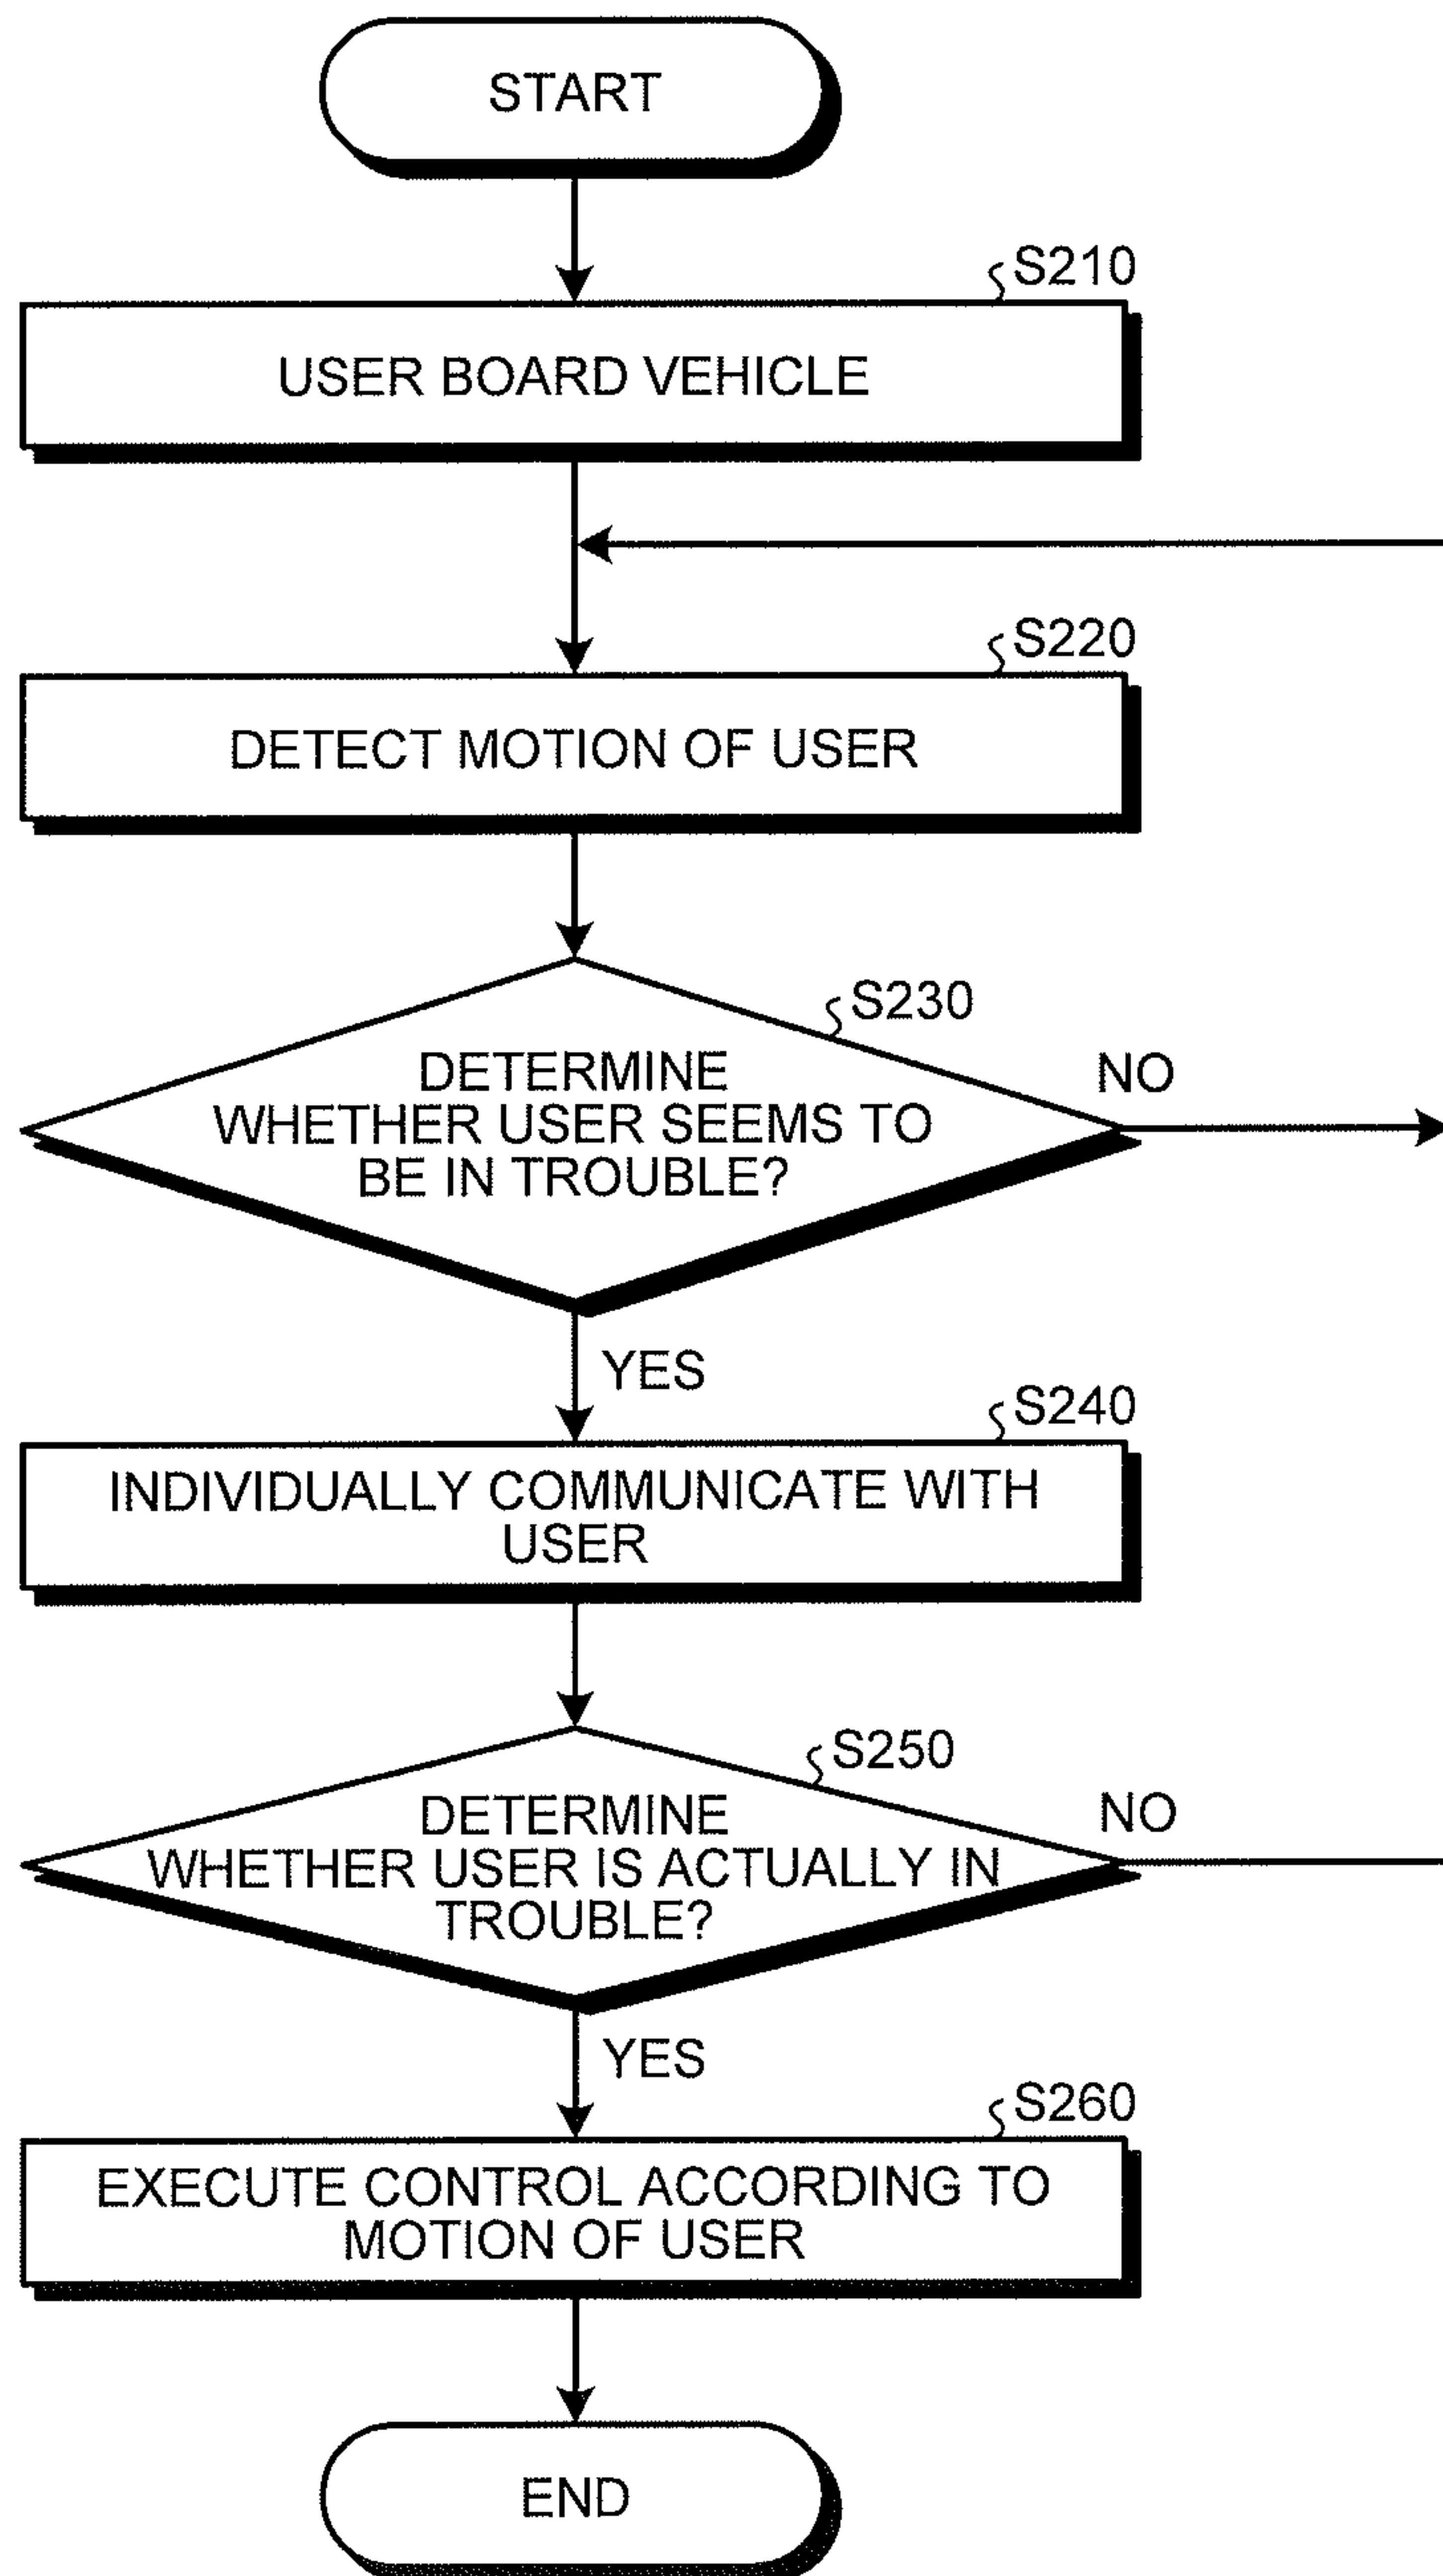 START
S210
USER BOARD VEHICLE
S220
DETECT MOTION OF USER
S230
DETERMINE
WHETHER USER SEEMS TO
BE IN TROUBLE?
NO
YES
S240
INDIVIDUALLY COMMUNICATE WITH
USER
S250
DETERMINE
WHETHER USER IS ACTUALLY IN
TROUBLE?
NO
YES
S260
EXECUTE CONTROL ACCORDING TO
MOTION OF USER
END